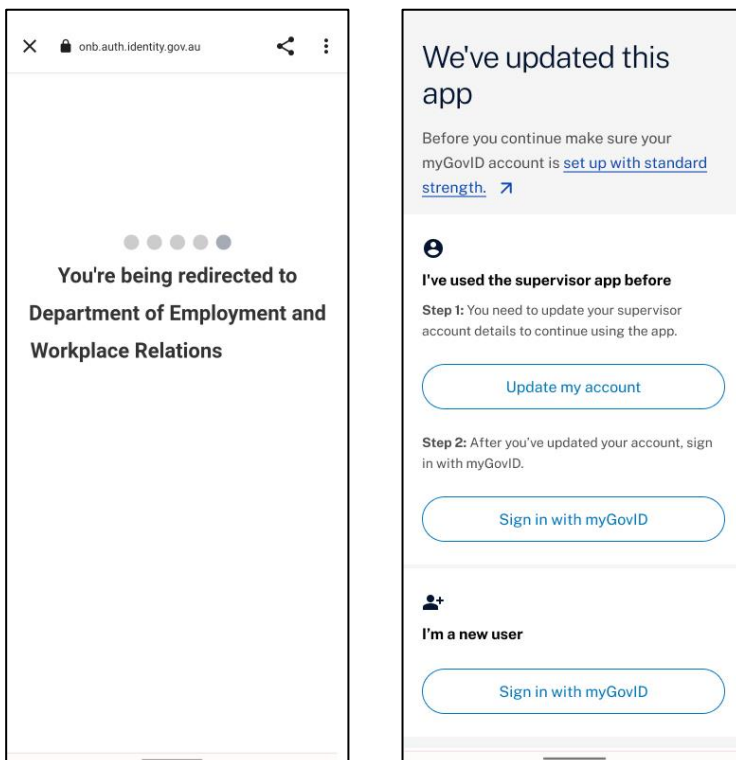 onb.auth.identity.gov.au
You're being redirected to
Department of Employment and
Workplace Relations
We've updated this
app
Before you continue make sure your
myGovID account is set up with standard
strength.
I've used the supervisor app before
Step 1: You need to update your supervisor
account details to continue using the app.
Update my account
Step 2: After you've updated your account, sign
in with myGovID.
Sign in with myGovID
I'm a new user
Sign in with myGovID